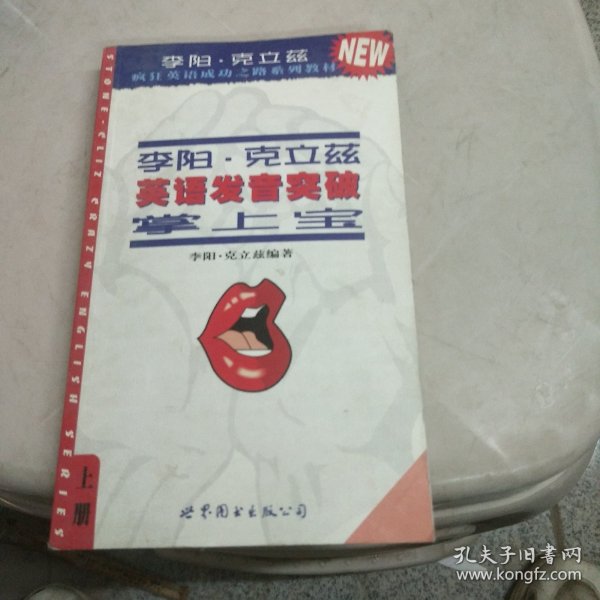 李阳·克立兹
疯狂英语成功之路系列教材
NEW
STONE·CLIZ CRAZY ENGLISH SERIES
李阳·克立兹
英语发音突破
掌上宝
李阳·克立兹编著
上册
世界图书出版公司
孔夫子旧书网
www.kongfz.com